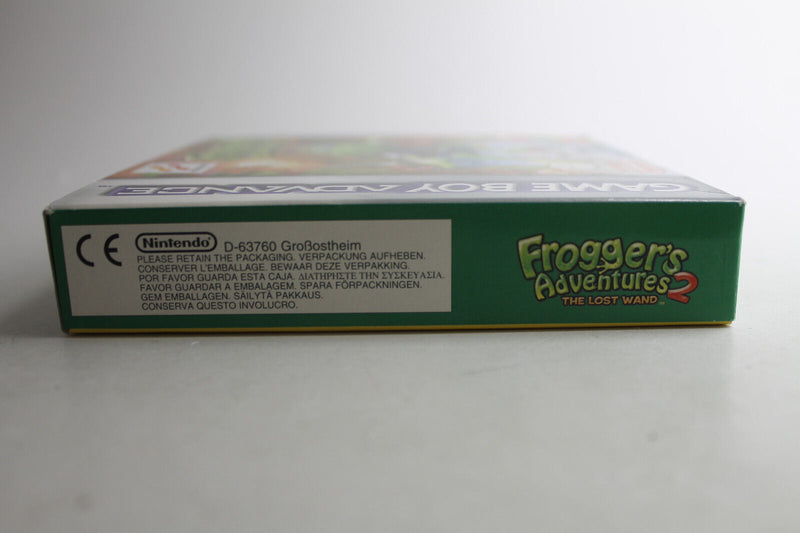 GAME BOY ADVANCE
™
CE
Nintendo D-63760 Großostheim
PLEASE RETAIN THE PACKAGING. VERPACKUNG AUFHEBEN.
CONSERVER L'EMBALLAGE. BEWAAR DEZE VERPAKKING.
POR FAVOR GUARDA ESTA CAJA. ΔΙΑΤΗΡΗΣΤΕ ΤΗΝ ΣΥΣΚΕΥΑΣΙΑ.
FAVOR GUARDAR A EMBALAGEM. SPARA FÖRPACKNINGEN.
GEM EMBALLAGEN. SÄILYTÄ PAKKAUS.
CONSERVA QUESTO INVOLUCRO.
Frogger's
Adventures 2
THE LOST WAND™